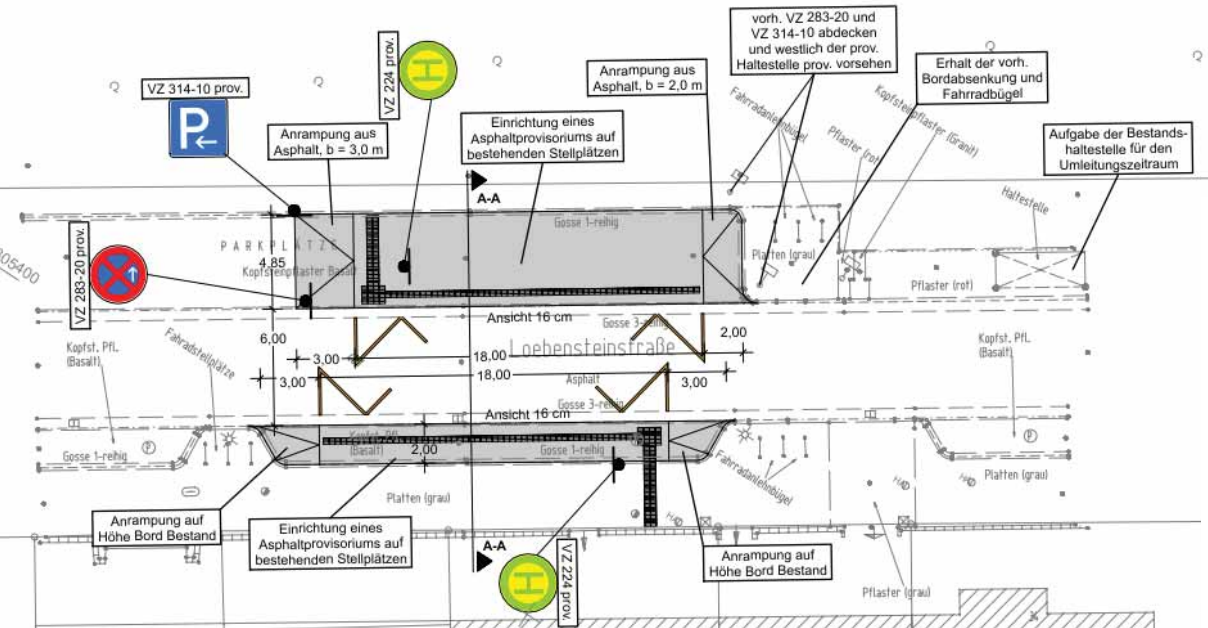 vorh. VZ 283-20 und
VZ 314-10 abdecken
und westlich der prov.
Haltestelle prov. vorsehen
VZ 224 prov.
H
Erhalt der vorh.
Bordabsenkung und
Fahrradbügel
VZ 314-10 prov.
P
Anrampung aus
Asphalt, b = 3,0 m
Einrichtung eines
Asphaltprovisoriums auf
bestehenden Stellplätzen
Anrampung aus
Asphalt, b = 2,0 m
Fahrradanlehnbügel
Pflaster (rot)
Kopfsteinpflaster (Granit)
Aufgabe der Bestands-
haltestelle für den
Umleitungszeitraum
A-A
Haltestelle
Gosse 1-reihig
PARKPLÄTZE
4,85
Kopfsteinpflaster Basalt
Platten (grau)
Pflaster (rot)
205400
VZ 283-20 prov.
Ansicht 16 cm
Gosse 3-reihig
6,00
2,00
Loebensteinstraße
Kopfst. Pfl.
(Basalt)
Fahradstellplätze
3,00
18,00
Kopfst. Pfl.
(Basalt)
3,00
18,00
Asphalt
3,00
Gosse 3-reihig
Ansicht 16 cm
Kopfst. Pfl.
(Basalt)
2,00
Gosse 1-reihig
Gosse 1-reihig
P
P
Fahrradanlehnbügel
Platten (grau)
Platten (grau)
HA
HA
HA
Anrampung auf
Höhe Bord Bestand
Einrichtung eines
Asphaltprovisoriums auf
bestehenden Stellplätzen
A-A
H
VZ 224 prov.
Anrampung auf
Höhe Bord Bestand
Pflaster (grau)
34